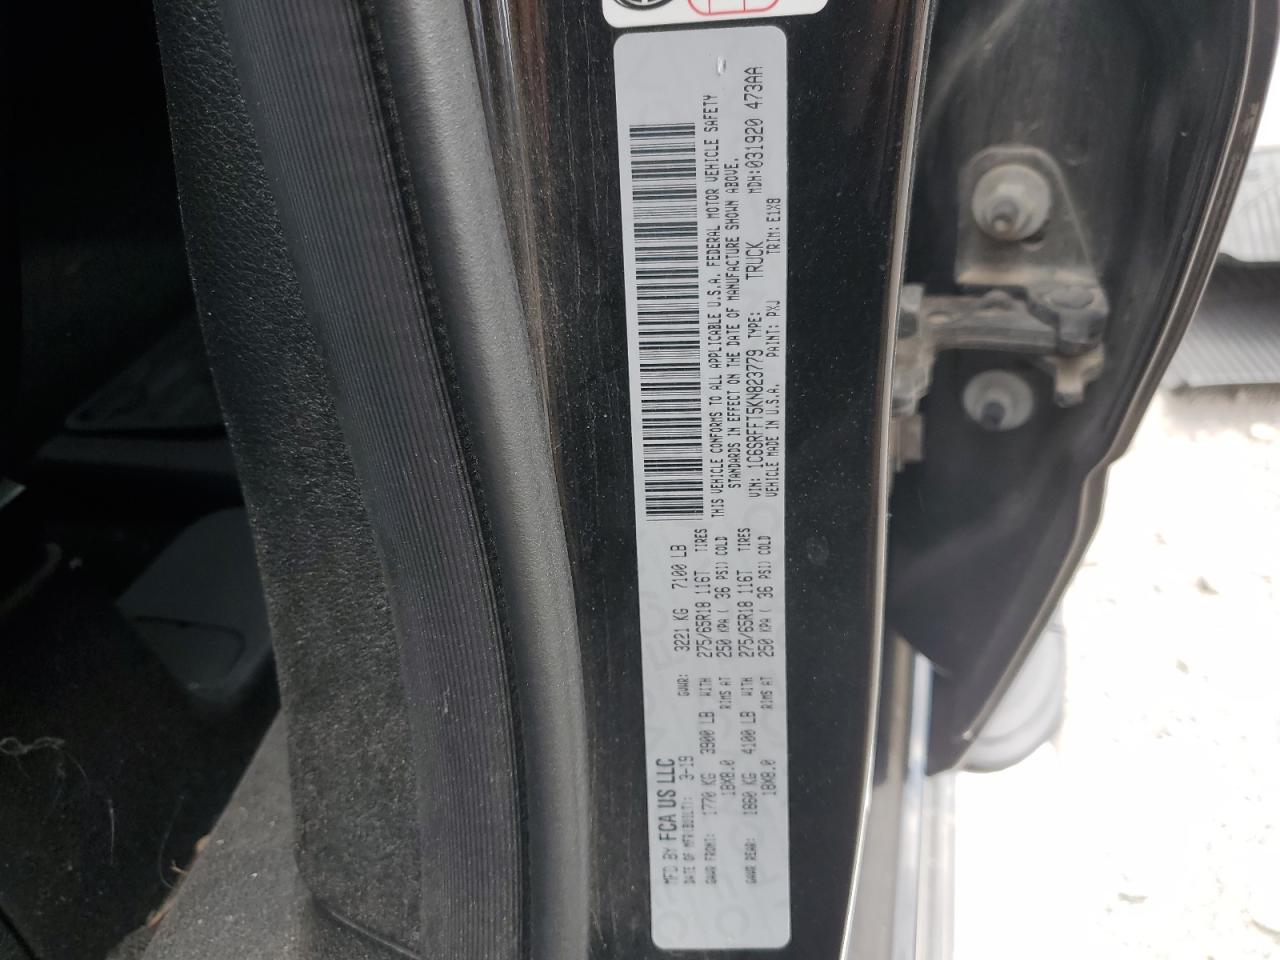 MFD BY FCA US LLC
DATE OF MFR(BUILT): 3-19 GVWR: 3221 KG 7100 LB
GAWR FRONT: 1770 KG 3900 LB WITH 275/65R18 116T TIRES
18X8.0 RIMS AT 250 KPA ( 36 PSI) COLD
GAWR REAR: 1860 KG 4100 LB WITH 275/65R18 116T TIRES
18X8.0 RIMS AT 250 KPA ( 36 PSI) COLD
THIS VEHICLE CONFORMS TO ALL APPLICABLE U.S.A. FEDERAL MOTOR VEHICLE SAFETY
STANDARDS IN EFFECT ON THE DATE OF MANUFACTURE SHOWN ABOVE.
VIN: 1C6SRFFT5KN823779 TYPE: TRUCK MDH:031920 473AA
VEHICLE MADE IN U.S.A. PAINT: PXJ TRIM: E1X8